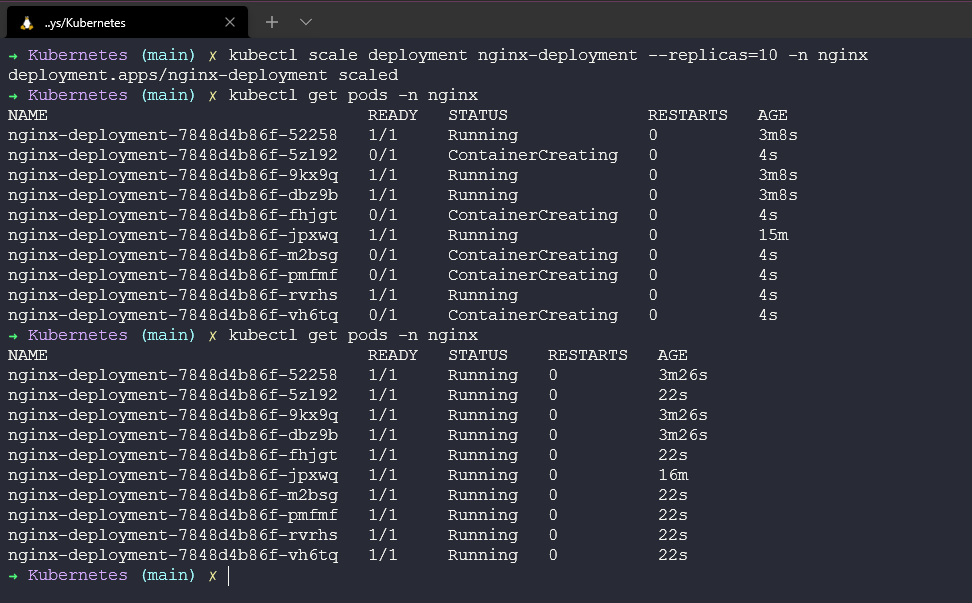 ..ys/Kubernetes
→ Kubernetes (main) ✗ kubectl scale deployment nginx-deployment --replicas=10 -n nginx
deployment.apps/nginx-deployment scaled
→ Kubernetes (main) ✗ kubectl get pods -n nginx
NAME READY STATUS RESTARTS AGE
nginx-deployment-7848d4b86f-52258 1/1 Running 0 3m8s
nginx-deployment-7848d4b86f-5zl92 0/1 ContainerCreating 0 4s
nginx-deployment-7848d4b86f-9kx9q 1/1 Running 0 3m8s
nginx-deployment-7848d4b86f-dbz9b 1/1 Running 0 3m8s
nginx-deployment-7848d4b86f-fhjgt 0/1 ContainerCreating 0 4s
nginx-deployment-7848d4b86f-jpxwq 1/1 Running 0 15m
nginx-deployment-7848d4b86f-m2bsg 0/1 ContainerCreating 0 4s
nginx-deployment-7848d4b86f-pmfmf 0/1 ContainerCreating 0 4s
nginx-deployment-7848d4b86f-rvrhs 1/1 Running 0 4s
nginx-deployment-7848d4b86f-vh6tq 0/1 ContainerCreating 0 4s
→ Kubernetes (main) ✗ kubectl get pods -n nginx
NAME READY STATUS RESTARTS AGE
nginx-deployment-7848d4b86f-52258 1/1 Running 0 3m26s
nginx-deployment-7848d4b86f-5zl92 1/1 Running 0 22s
nginx-deployment-7848d4b86f-9kx9q 1/1 Running 0 3m26s
nginx-deployment-7848d4b86f-dbz9b 1/1 Running 0 3m26s
nginx-deployment-7848d4b86f-fhjgt 1/1 Running 0 22s
nginx-deployment-7848d4b86f-jpxwq 1/1 Running 0 16m
nginx-deployment-7848d4b86f-m2bsg 1/1 Running 0 22s
nginx-deployment-7848d4b86f-pmfmf 1/1 Running 0 22s
nginx-deployment-7848d4b86f-rvrhs 1/1 Running 0 22s
nginx-deployment-7848d4b86f-vh6tq 1/1 Running 0 22s
→ Kubernetes (main) ✗